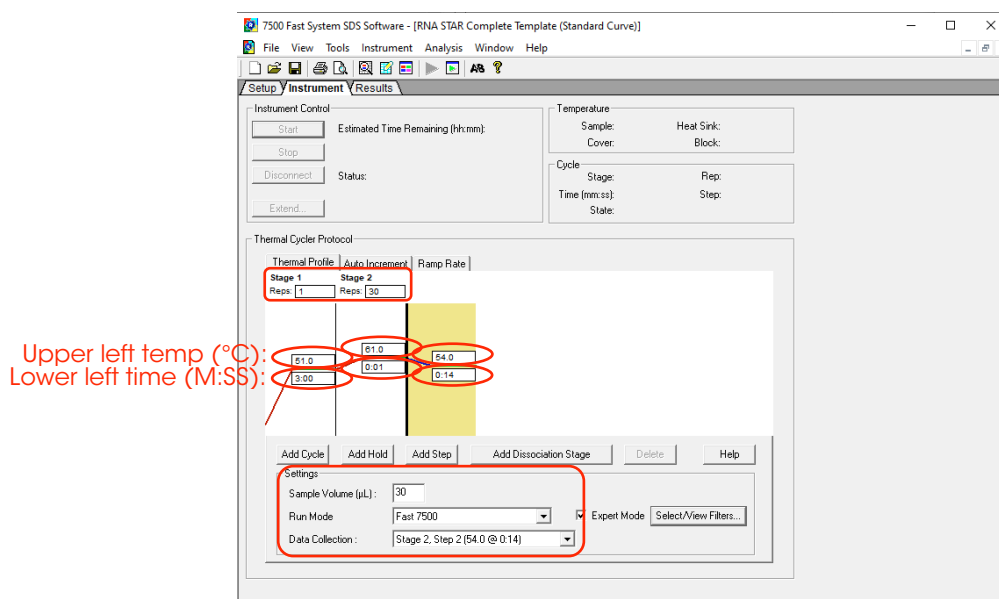 7500 Fast System SDS Software - [RNA STAR Complete Template (Standard Curve)]
File View Tools Instrument Analysis Window Help
Setup Instrument Results
Instrument Control
Start Estimated Time Remaining (hh:mm):
Stop
Disconnect Status:
Extend...
Temperature
Sample: Heat Sink:
Cover: Block:
Cycle
Stage: Rep:
Time (mm:ss): Step:
State:
Thermal Cycler Protocol
Thermal Profile Auto Increment Ramp Rate
Stage 1 Stage 2
Reps: 1 Reps: 30
Upper left temp (°C): 51.0 61.0 54.0
Lower left time (M:SS): 3:00 0:01 0:14
Add Cycle Add Hold Add Step Add Dissociation Stage Delete Help
Settings
Sample Volume (µL) : 30
Run Mode Fast 7500 Expert Mode Select/View Filters...
Data Collection : Stage 2, Step 2 (54.0 @ 0:14)